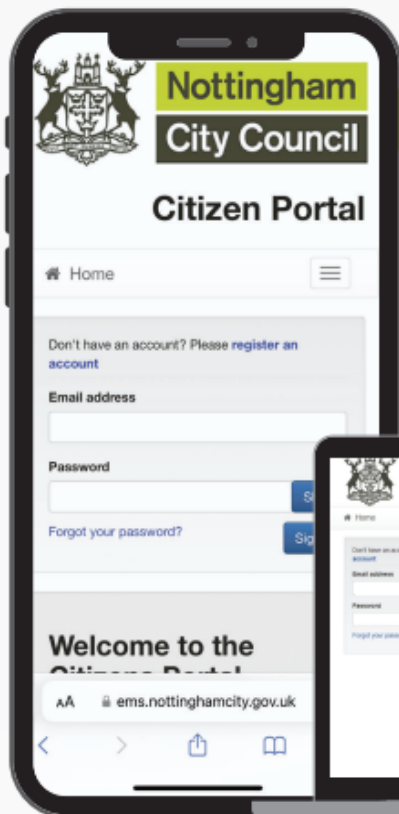 Nottingham
City Council
Citizen Portal
Home
Don't have an account? Please register an
account
Email address
Password
Forgot your password?
Welcome to the
AA ems.nottinghamcity.gov.uk
Home
Email address
Password